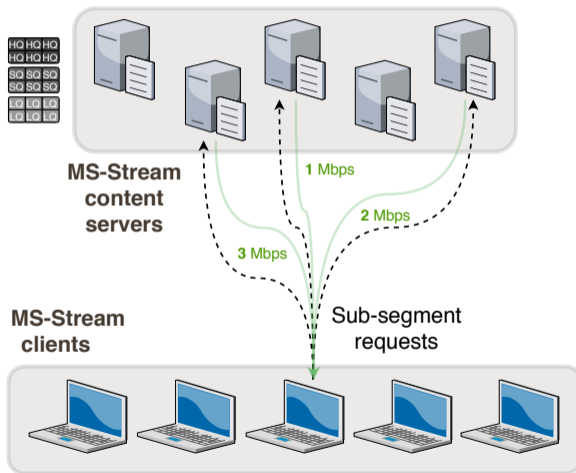 HQ HQ HQ
HQ HQ HQ
SQ SQ SQ
SQ SQ SQ
LQ LQ LQ
LQ LQ LQ
MS-Stream
content
servers
1 Mbps
2 Mbps
3 Mbps
MS-Stream
clients
Sub-segment
requests